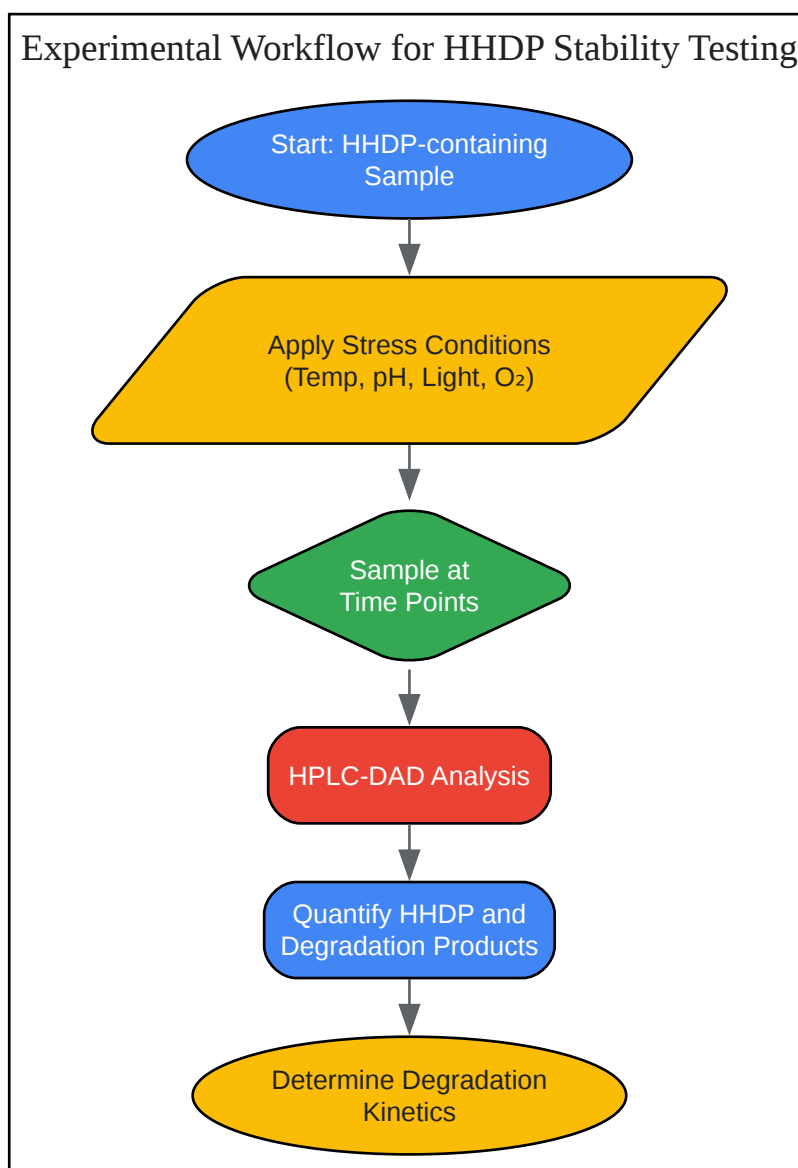 Experimental Workflow for HHDP Stability Testing
Start: HHDP-containing
Sample
Apply Stress Conditions
(Temp, pH, Light, O₂)
Sample at
Time Points
HPLC-DAD Analysis
Quantify HHDP and
Degradation Products
Determine Degradation
Kinetics